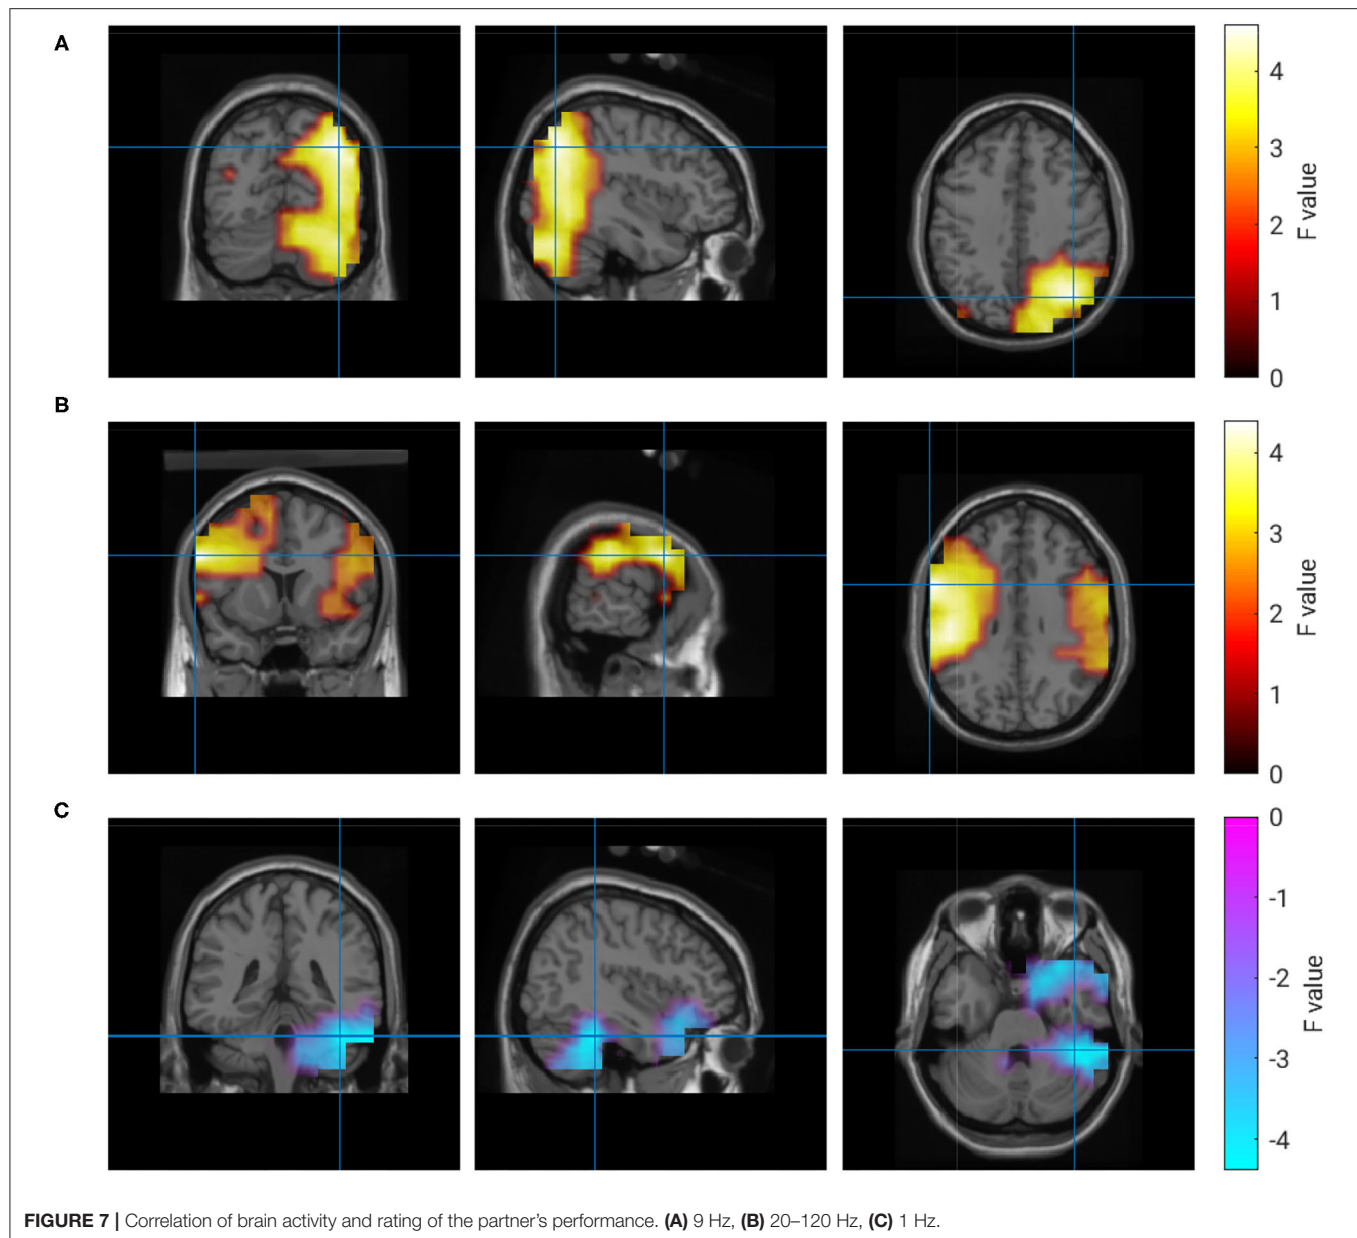 A
4
3
2
1
0
F value
B
4
3
2
1
0
F value
C
0
-1
-2
-3
-4
F value
FIGURE 7 | Correlation of brain activity and rating of the partner's performance. (A) 9 Hz, (B) 20–120 Hz, (C) 1 Hz.